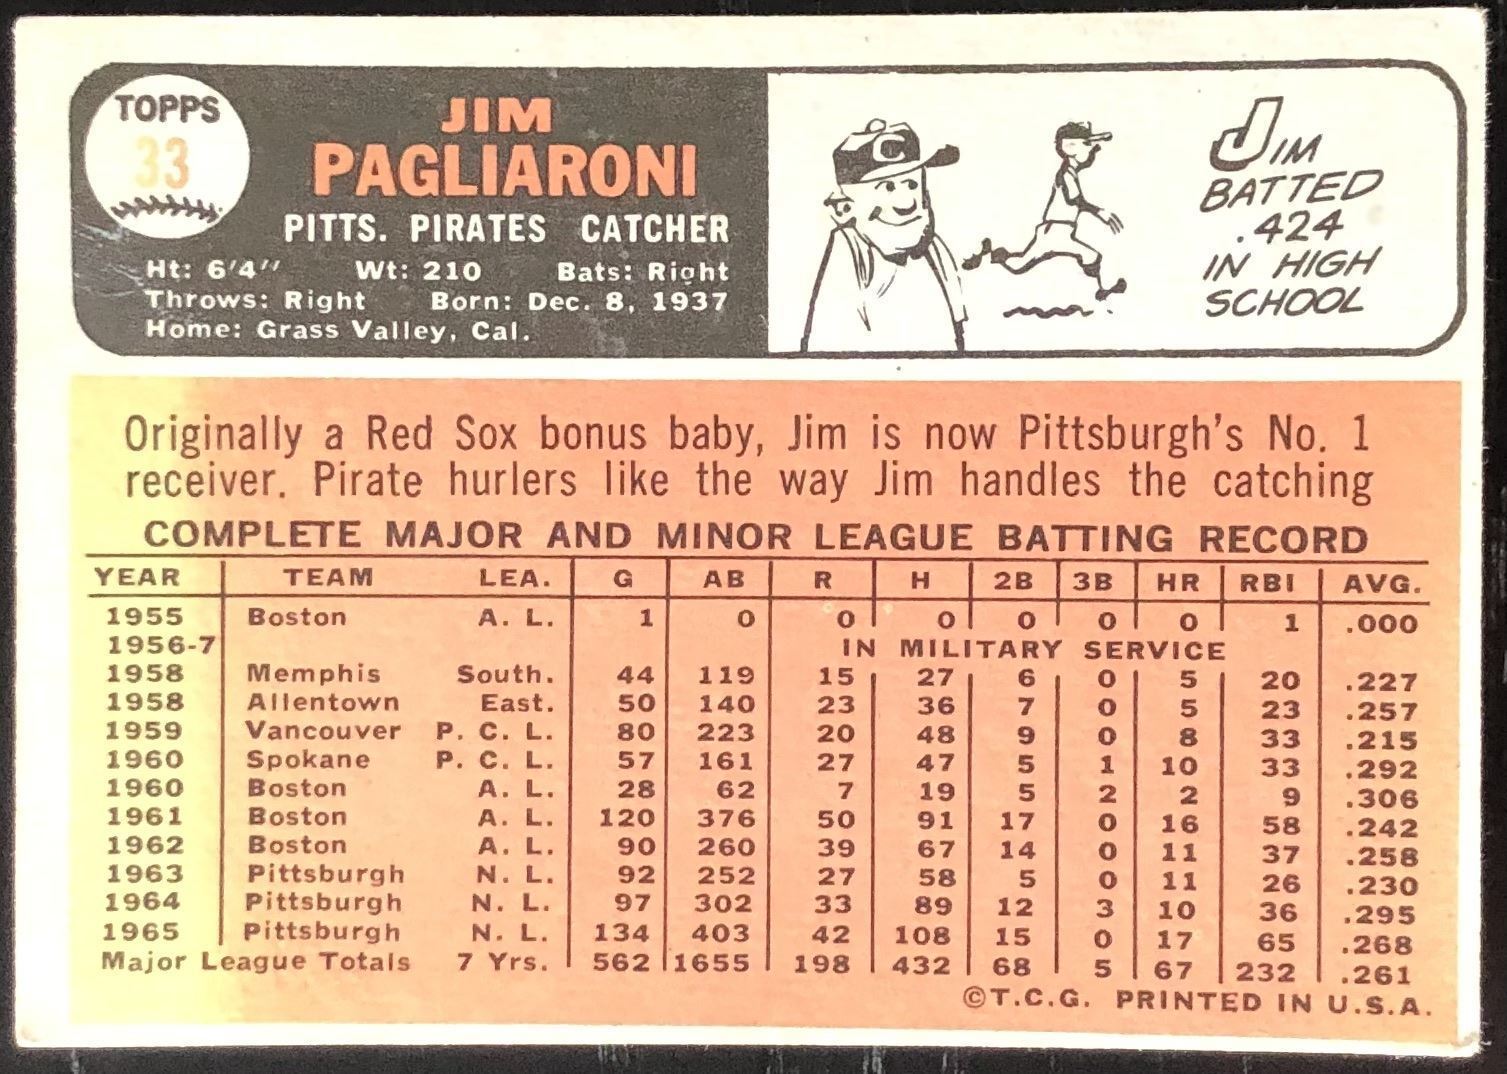 TOPPS
33
JIM
PAGLIARONI
PITTS. PIRATES CATCHER
Ht: 6'4" Wt: 210 Bats: Right
Throws: Right Born: Dec. 8, 1937
Home: Grass Valley, Cal.
C
JIM
BATTED
.424
IN HIGH
SCHOOL
Originally a Red Sox bonus baby, Jim is now Pittsburgh's No. 1
receiver. Pirate hurlers like the way Jim handles the catching
COMPLETE MAJOR AND MINOR LEAGUE BATTING RECORD
YEAR TEAM LEA. G AB R H 2B 3B HR RBI AVG.
1955 Boston A. L. 1 0 0 0 0 0 0 1 .000
1956-7 IN MILITARY SERVICE
1958 Memphis South. 44 119 15 27 6 0 5 20 .227
1958 Allentown East. 50 140 23 36 7 0 5 23 .257
1959 Vancouver P. C. L. 80 223 20 48 9 0 8 33 .215
1960 Spokane P. C. L. 57 161 27 47 5 1 10 33 .292
1960 Boston A. L. 28 62 7 19 5 2 2 9 .306
1961 Boston A. L. 120 376 50 91 17 0 16 58 .242
1962 Boston A. L. 90 260 39 67 14 0 11 37 .258
1963 Pittsburgh N. L. 92 252 27 58 5 0 11 26 .230
1964 Pittsburgh N. L. 97 302 33 89 12 3 10 36 .295
1965 Pittsburgh N. L. 134 403 42 108 15 0 17 65 .268
Major League Totals 7 Yrs. 562 1655 198 432 68 5 67 232 .261
©T.C.G. PRINTED IN U.S.A.